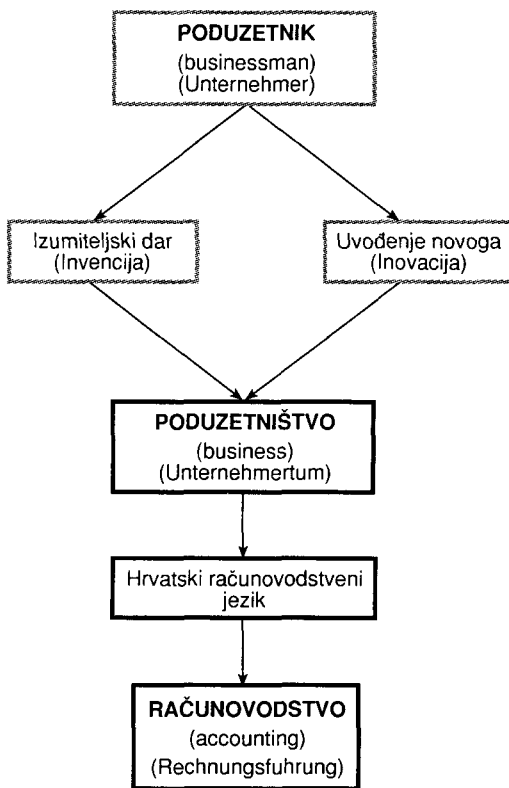 PODUZETNIK
(businessman)
(Unternehmer)
Izumiteljski dar
(Invencija)
Uvođenje novoga
(Inovacija)
PODUZETNIŠTVO
(business)
(Unternehmertum)
Hrvatski računovodstveni
jezik
RAČUNOVODSTVO
(accounting)
(Rechnungsfuhrung)